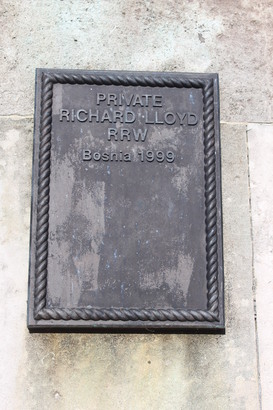 PRIVATE
RICHARD LLOYD
RRW
Bosnia 1999